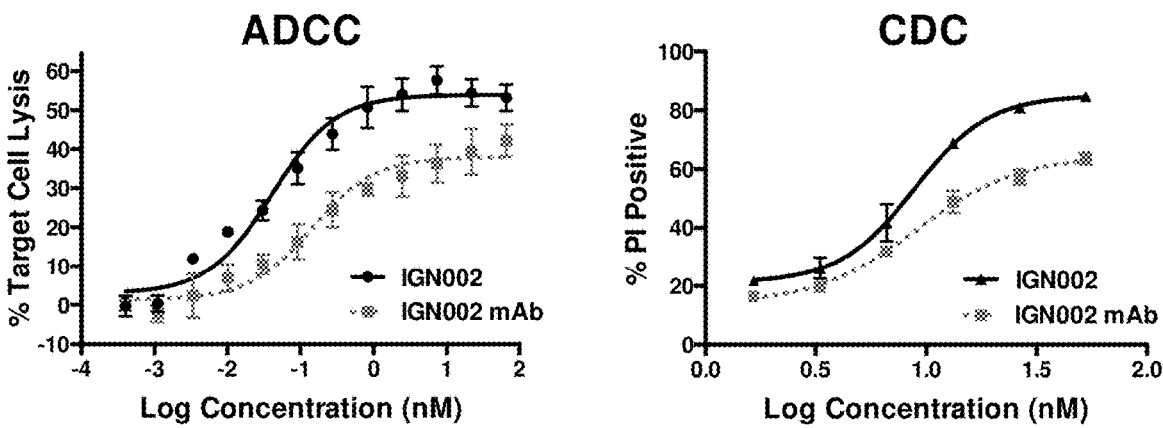 ADCC
% Target Cell Lysis
60
50
40
30
20
10
0
-10
-4
-3
-2
-1
0
1
2
Log Concentration (nM)
IGN002
IGN002 mAb
CDC
% PI Positive
100
80
60
40
20
0
0.0
0.5
1.0
1.5
2.0
Log Concentration (nM)
IGN002
IGN002 mAb